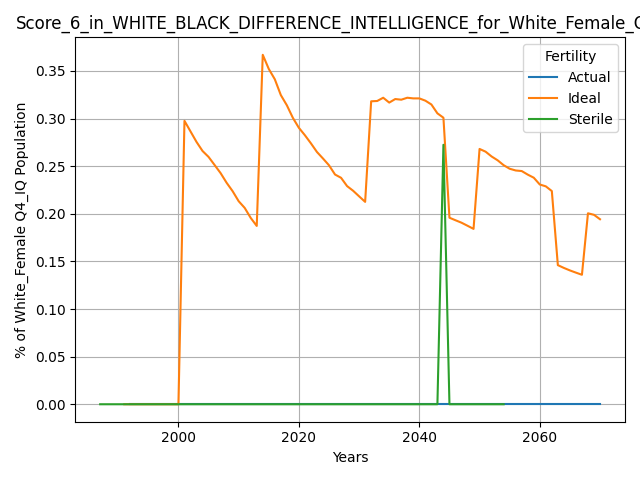 Score_6_in_WHITE_BLACK_DIFFERENCE_INTELLIGENCE_for_White_Female_
Fertility
Actual
Ideal
Sterile
% of White_Female Q4_IQ Population
0.35
0.30
0.25
0.20
0.15
0.10
0.05
0.00
2000
2020
2040
2060
Years